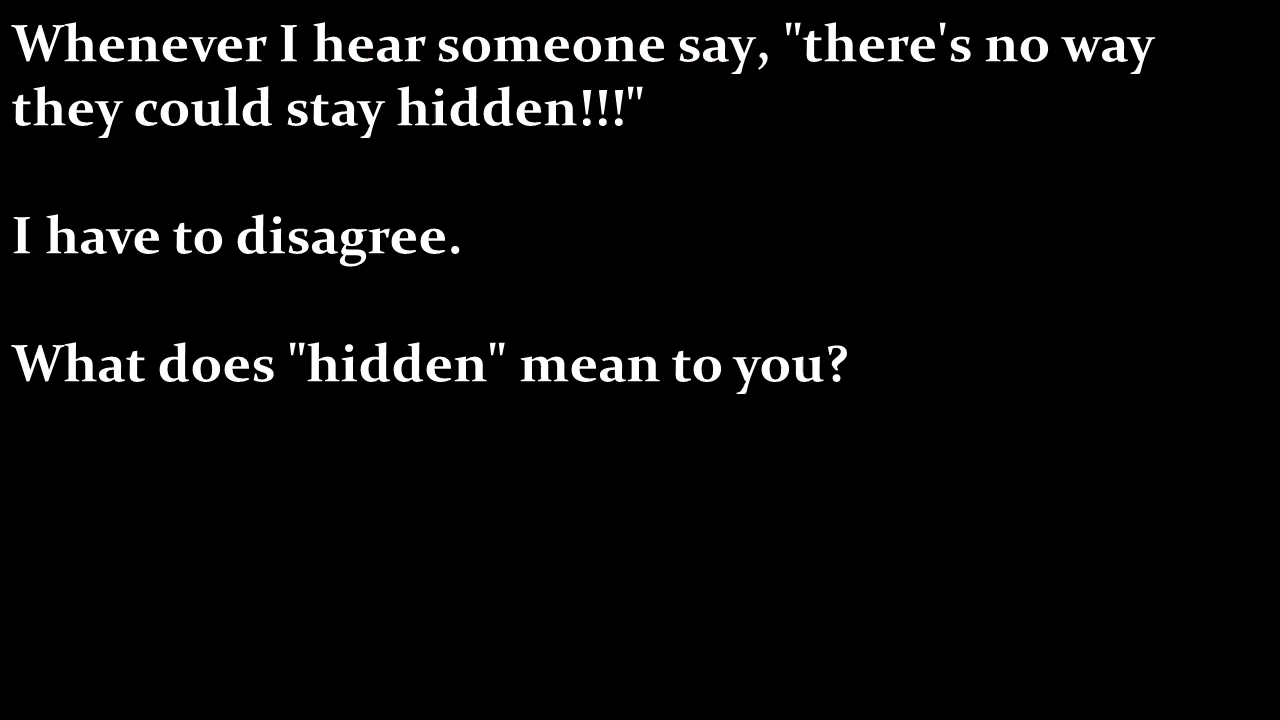 Whenever I hear someone say, "there's no way
they could stay hidden!!!"
I have to disagree.
What does "hidden" mean to you?